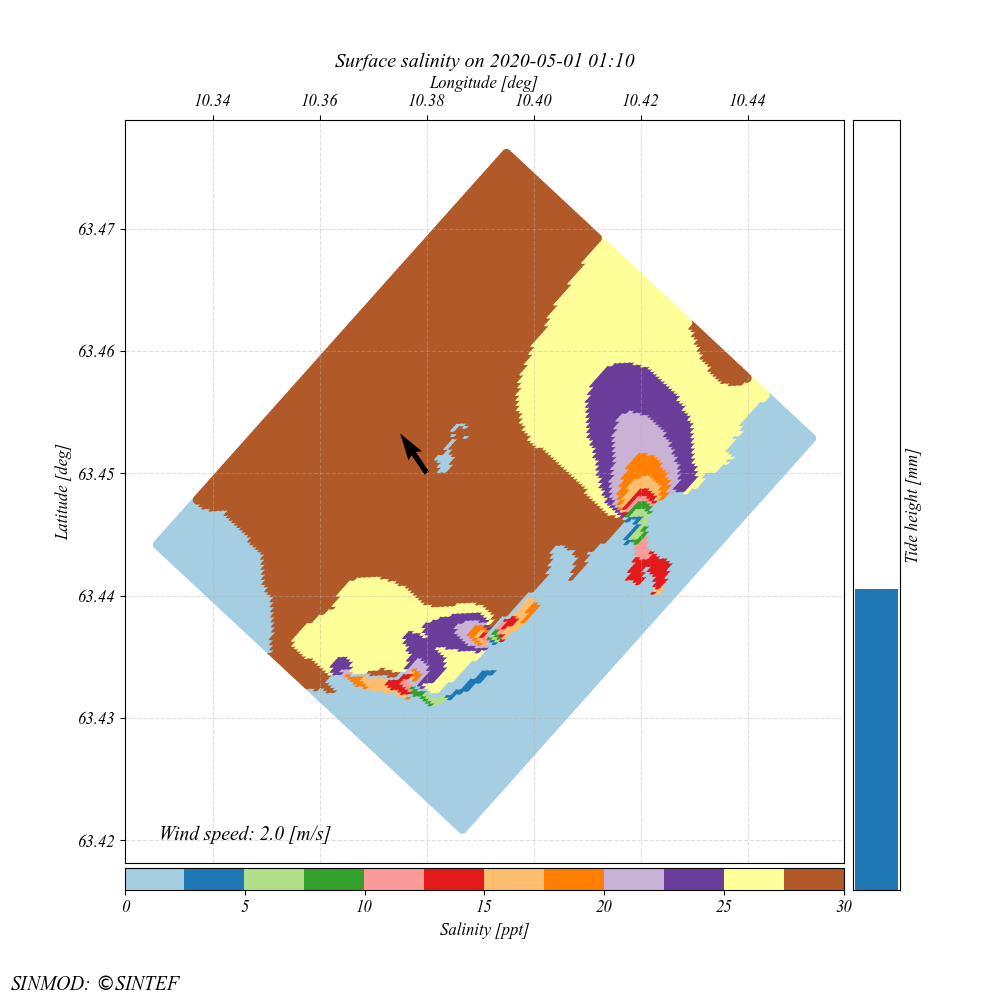 Surface salinity on 2020-05-01 01:10
Longitude [deg]
10.34 10.36 10.38 10.40 10.42 10.44
63.47
63.46
63.45
63.44
63.43
63.42
Latitude [deg]
Tide height [mm]
Wind speed: 2.0 [m/s]
0 5 10 15 20 25 30
Salinity [ppt]
SINMOD: ©SINTEF